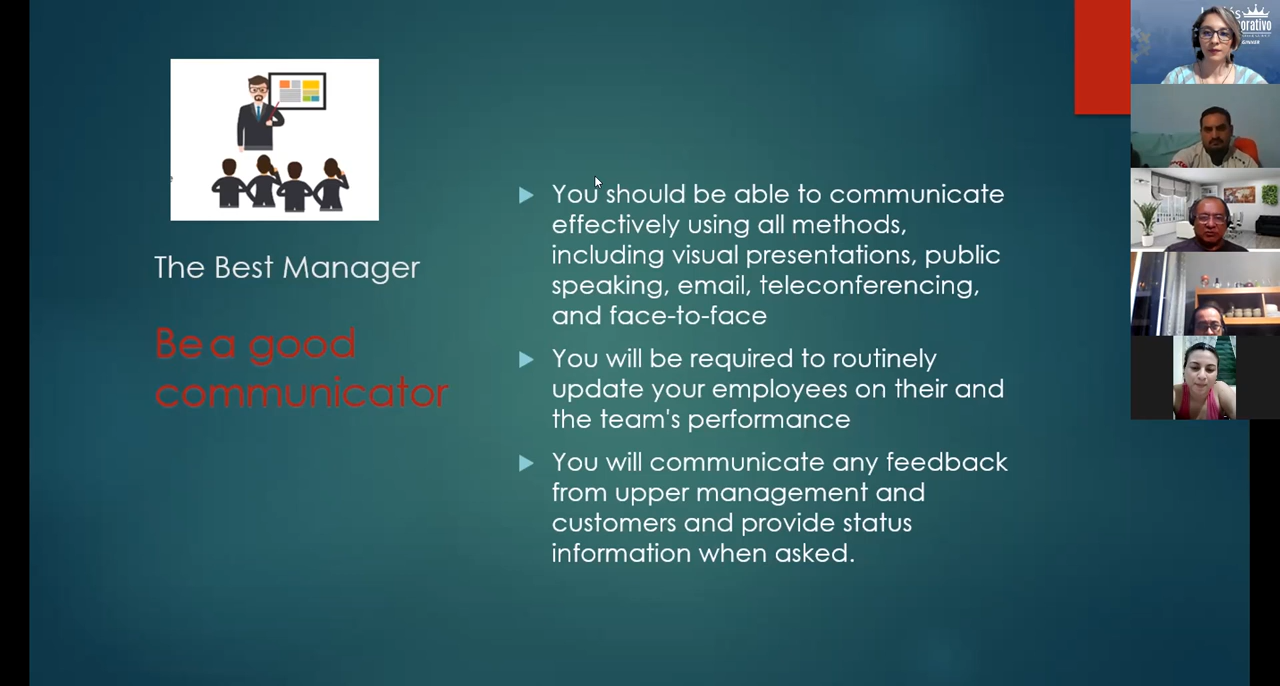 The Best Manager
Be a good
communicator
You should be able to communicate
effectively using all methods,
including visual presentations, public
speaking, email, teleconferencing,
and face-to-face
You will be required to routinely
update your employees on their and
the team's performance
You will communicate any feedback
from upper management and
customers and provide status
information when asked.